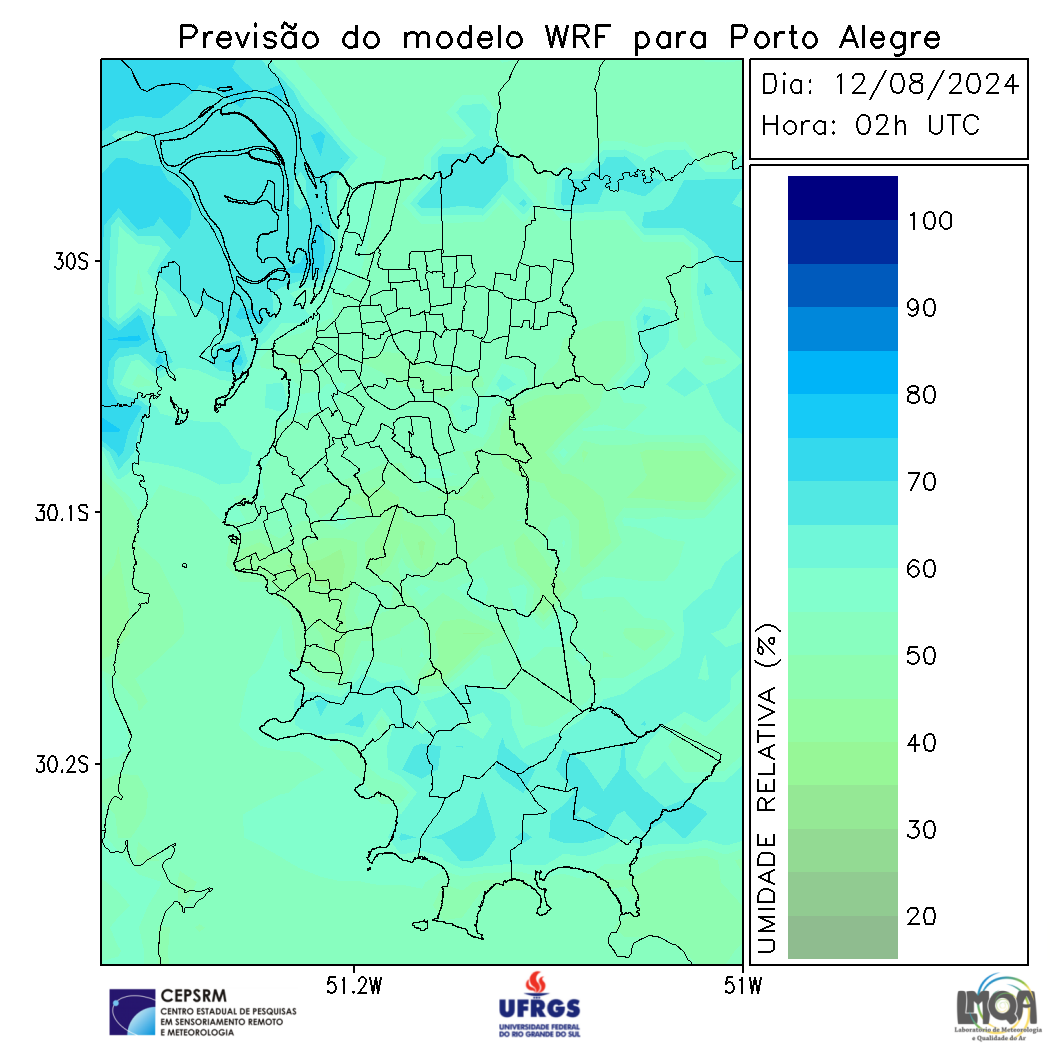 Previsão do modelo WRF para Porto Alegre
Dia: 12/08/2024
Hora: 02h UTC
30S
30.1S
30.2S
51.2W
51W
100
90
80
70
60
50
40
30
20
UMIDADE RELATIVA (%)
CEPSRM
CENTRO ESTADUAL DE PESQUISAS
EM SENSORIAMENTO REMOTO
E METEOROLOGIA
UFRGS
UNIVERSIDADE FEDERAL
DO RIO GRANDE DO SUL
LMQA
Laboratório de Meteorologia
e Qualidade do Ar